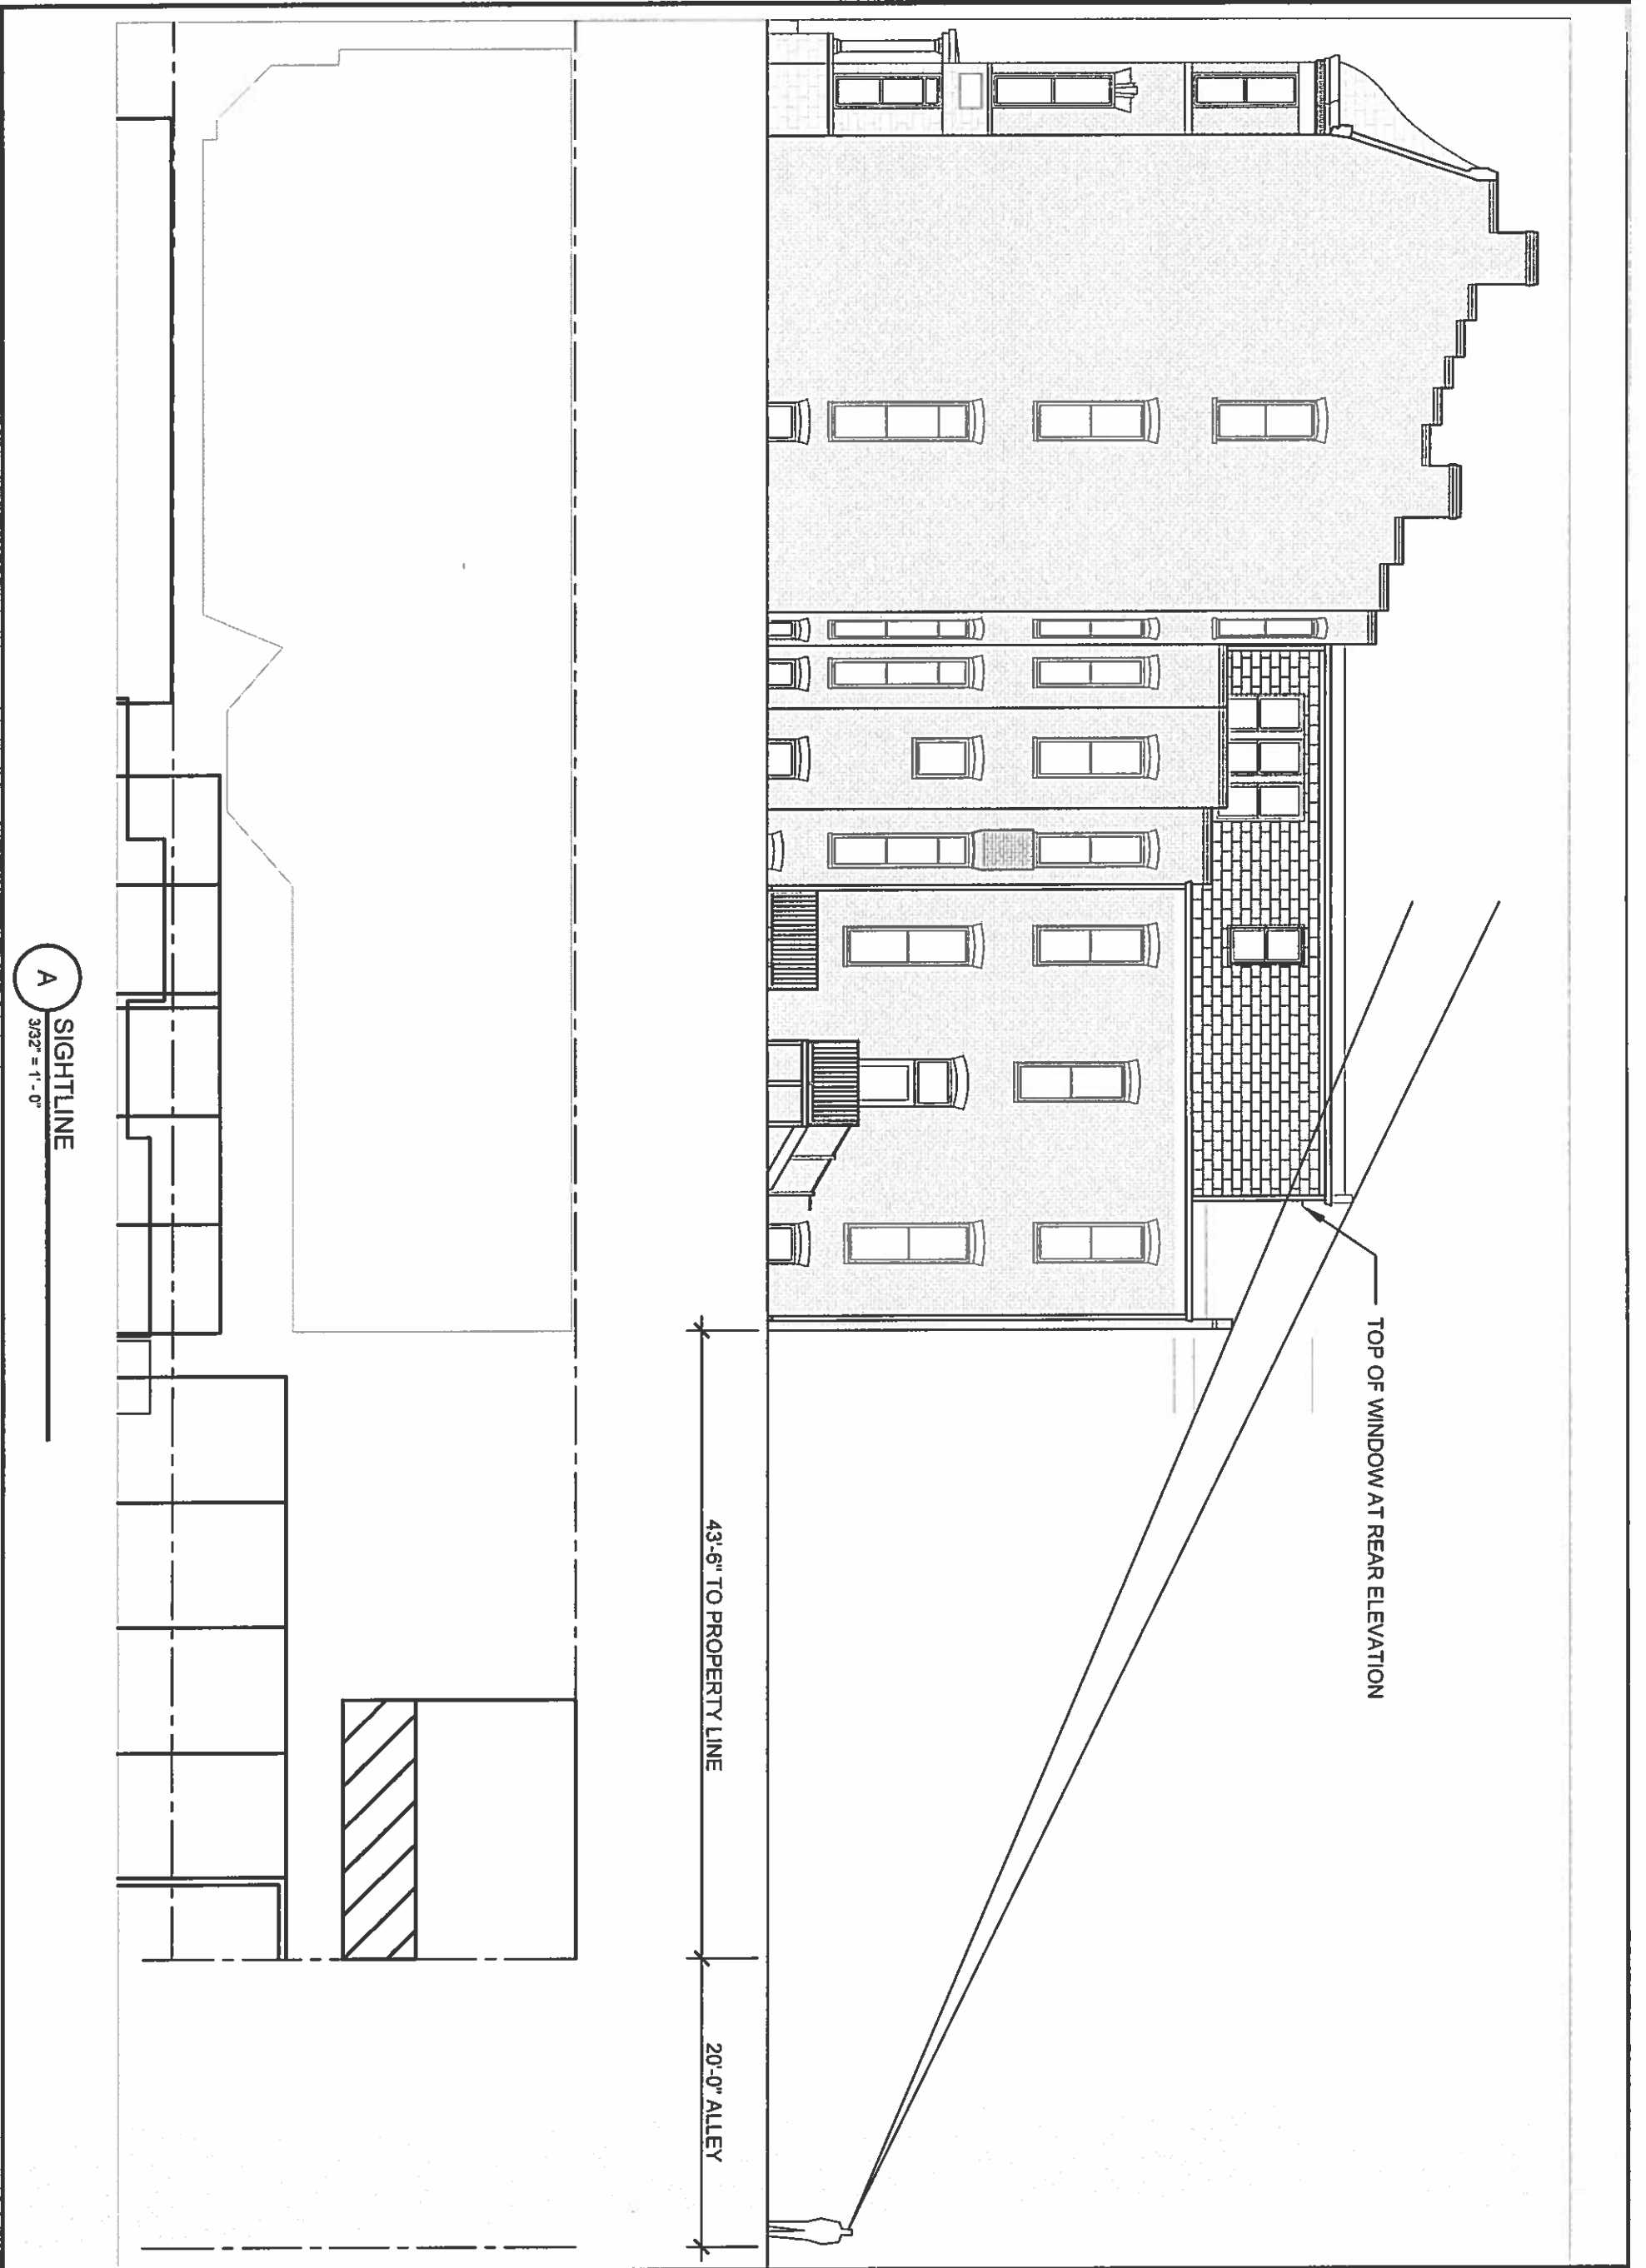 TOP OF WINDOW AT REAR ELEVATION
43'-6" TO PROPERTY LINE
20'-0" ALLEY
A
SIGHTLINE
3/32" = 1'- 0"